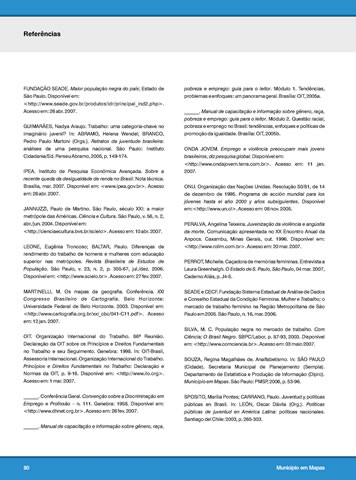 Referências
FUNDAÇÃO SEADE. Maior população negra do país; Estado de
São Paulo. Disponível em:
<http://www.seade.gov.br/produtos/idr/principal_ind2.php>.
Acesso em: 26 abr. 2007.
GUIMARÃES, Nadya Araujo. Trabalho: uma categoria-chave no
imaginário juvenil? In: ABRAMO, Helena Wendel; BRANCO,
Pedro Paulo Martoni (Orgs.). Retratos da juventude brasileira:
análises de uma pesquisa nacional. São Paulo: Instituto
Cidadania/Ed. Perseu Abramo, 2005, p. 149-174.
IPEA. Instituto de Pesquisa Econômica Avançada. Sobre a
recente queda da desigualdade de renda no Brasil. Nota técnica.
Brasília, mar. 2007. Disponível em: <www.ipea.gov.br>. Acesso
em: 26 abr. 2007.
JANNUZZI, Paulo de Martino. São Paulo, século XXI: a maior
metrópole das Américas. Ciência e Cultura. São Paulo, v. 56, n. 2,
abr./jun. 2004. Disponível em:
<http://cienciaecultura.bvs.br/scielo>. Acesso em: 10 abr. 2007.
LEONE, Eugênia Troncoso; BALTAR, Paulo. Diferenças de
rendimento do trabalho de homens e mulheres com educação
superior nas metrópoles. Revista Brasileira de Estudos de
População. São Paulo, v. 23, n. 2, p. 355-67, jul./dez. 2006.
Disponível em: <http://www.scielo.br>. Acesso em: 27 fev. 2007.
MARTINELLI, M. Os mapas da geografia. Conferência. XXI
Congresso Brasileiro de Cartografia. Belo Horizonte:
Universidade Federal de Belo Horizonte, 2003. Disponível em:
<http://www.cartografia.org.br/xxi_cbc/041-C11.pdf>. Acesso
em: 12 jan. 2007.
OIT. Organização Internacional do Trabalho. 86ª Reunião.
Declaração da OIT sobre os Princípios e Direitos Fundamentais
no Trabalho e seu Seguimento. Genebra: 1998. In: OIT-Brasil,
Assessoria Internacional. Organização Internacional do Trabalho.
Princípios e Direitos Fundamentais no Trabalho: Declaração e
Normas da OIT, p. 9-16. Disponível em: <http://www.ilo.org>.
Acesso em: 1 mar. 2007.
______. Conferência Geral. Convenção sobre a Discriminação em
Emprego e Profissão – n. 111. Genebra: 1958. Disponível em:
<http://www.dhnet.org.br>. Acesso em: 26 fev. 2007.
______. Manual de capacitação e informação sobre gênero, raça,
pobreza e emprego: guia para o leitor. Módulo 1. Tendências,
problemas e enfoques: um panorama geral. Brasília: OIT, 2005a.
______. Manual de capacitação e informação sobre gênero, raça,
pobreza e emprego: guia para o leitor. Módulo 2. Questão racial,
pobreza e emprego no Brasil: tendências, enfoques e políticas de
promoção da igualdade. Brasília: OIT, 2005b.
ONDA JOVEM. Emprego e violência preocupam mais jovens
brasileiros, diz pesquisa global. Disponível em:
<http://www.ondajovem.terra.com.br>. Acesso em: 11 jan.
2007.
ONU. Organização das Nações Unidas. Resolução 50/81, de 14
de dezembro de 1995. Programa de acción mundial para los
jóvenes hasta el año 2000 y años subsiguientes. Disponível
em:<http://www.un.ol>. Acesso em: 08 nov. 2006.
PERALVA, Angelina Teixeira. Juvenização da violência e angústia
da morte. Comunicação apresentada no XX Encontro Anual da
Anpocs, Caxambu, Minas Gerais, out. 1996. Disponível em:
<http://www.rolim.com.br>. Acesso em: 20 mar. 2007.
PERROT, Michelle. Caçadora de memórias femininas. Entrevista a
Laura Greenhalgh. O Estado de S. Paulo, São Paulo, 04 mar. 2007,
Caderno Aliás, p. J4-5.
SEADE e CECF. Fundação Sistema Estadual de Análise de Dados
e Conselho Estadual da Condição Feminina. Mulher e Trabalho; o
mercado de trabalho feminino na Região Metropolitana de São
Paulo em 2005. São Paulo, n. 16, mar. 2006.
SILVA, M. C. População negra no mercado de trabalho. Com
Ciência; O Brasil Negro. SBPC/Labor, p. 87-93, 2003. Disponível
em: <http://www.comciencia.br>. Acesso em: 03 maio 2007.
SOUZA, Regina Magalhães de. Analfabetismo. In: SÃO PAULO
(Cidade). Secretaria Municipal de Planejamento (Sempla).
Departamento de Estatística e Produção de Informação (Dipro).
Município em Mapas. São Paulo: PMSP, 2006, p. 53-96.
SPOSITO, Marília Pontes; CARRANO, Paulo. Juventud y políticas
públicas en Brasil. In: LEÓN, Oscar Dávila (Org.). Políticas
públicas de juventud en América Latina: políticas nacionales,
Santiago del Chile: 2003, p. 265-303.
80
Município em Mapas